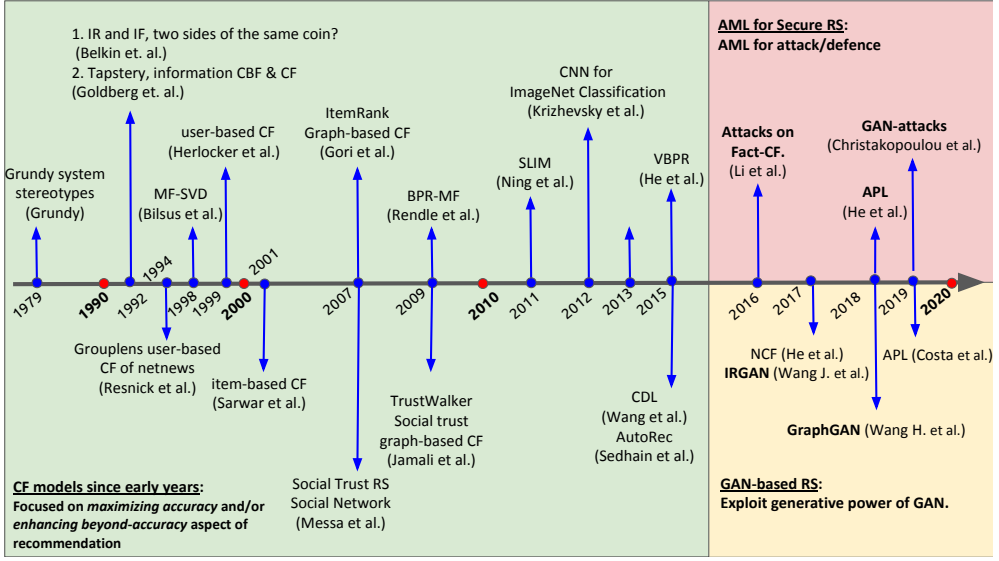 1. IR and IF, two sides of the same coin?
(Belkin et. al.)
2. Tapstery, information CBF & CF
(Goldberg et. al.)
Grundy system
stereotypes
(Grundy)
MF-SVD
(Bilsus et al.)
user-based CF
(Herlocker et al.)
ItemRank
Graph-based CF
(Gori et al.)
BPR-MF
(Rendle et al.)
SLIM
(Ning et al.)
CNN for
ImageNet Classification
(Krizhevsky et al.)
VBPR
(He et al.)
AML for Secure RS:
AML for attack/defence
Attacks on
Fact-CF.
(Li et al.)
APL
(He et al.)
GAN-attacks
(Christakopoulou et al.)
1979
1990
1992
1994
1998
1999
2000
2001
2007
2009
2010
2011
2012
2013
2015
2016
2017
2018
2019
2020
Grouplens user-based
CF of netnews
(Resnick et al.)
item-based CF
(Sarwar et al.)
Social Trust RS
Social Network
(Messa et al.)
TrustWalker
Social trust
graph-based CF
(Jamali et al.)
CDL
(Wang et al.)
AutoRec
(Sedhain et al.)
NCF (He et al.)
IRGAN (Wang J. et al.)
GraphGAN (Wang H. et al.)
APL (Costa et al.)
CF models since early years:
Focused on maximizing accuracy and/or
enhancing beyond-accuracy aspect of
recommendation
GAN-based RS:
Exploit generative power of GAN.